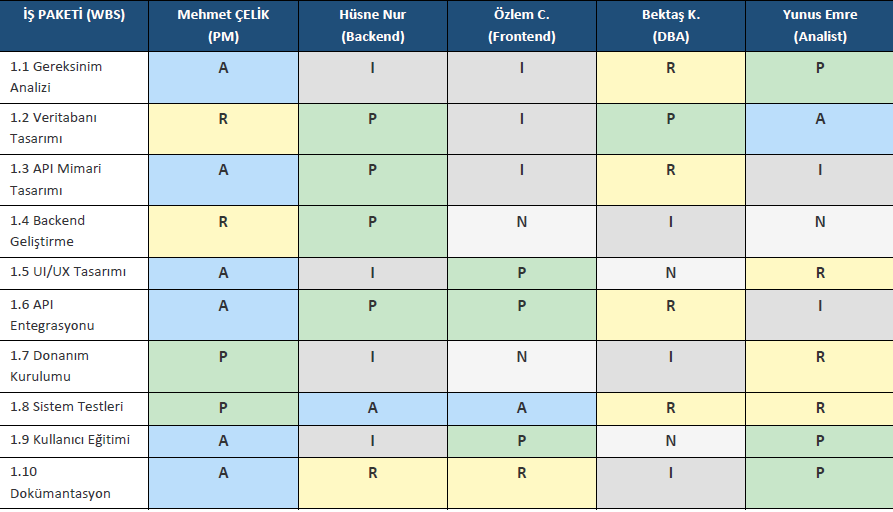 İŞ PAKETİ (WBS) Mehmet ÇELİK (PM) Hüsne Nur (Backend) Özlem C. (Frontend) Bektaş K. (DBA) Yunus Emre (Analist)
1.1 Gereksinim Analizi A I I R P
1.2 Veritabanı Tasarımı R P I P A
1.3 API Mimari Tasarımı A P I R I
1.4 Backend Geliştirme R P N I N
1.5 UI/UX Tasarımı A I P N R
1.6 API Entegrasyonu A P P R I
1.7 Donanım Kurulumu P I N I R
1.8 Sistem Testleri P A A R R
1.9 Kullanıcı Eğitimi A I P N P
1.10 Dokümantasyon A R R I P